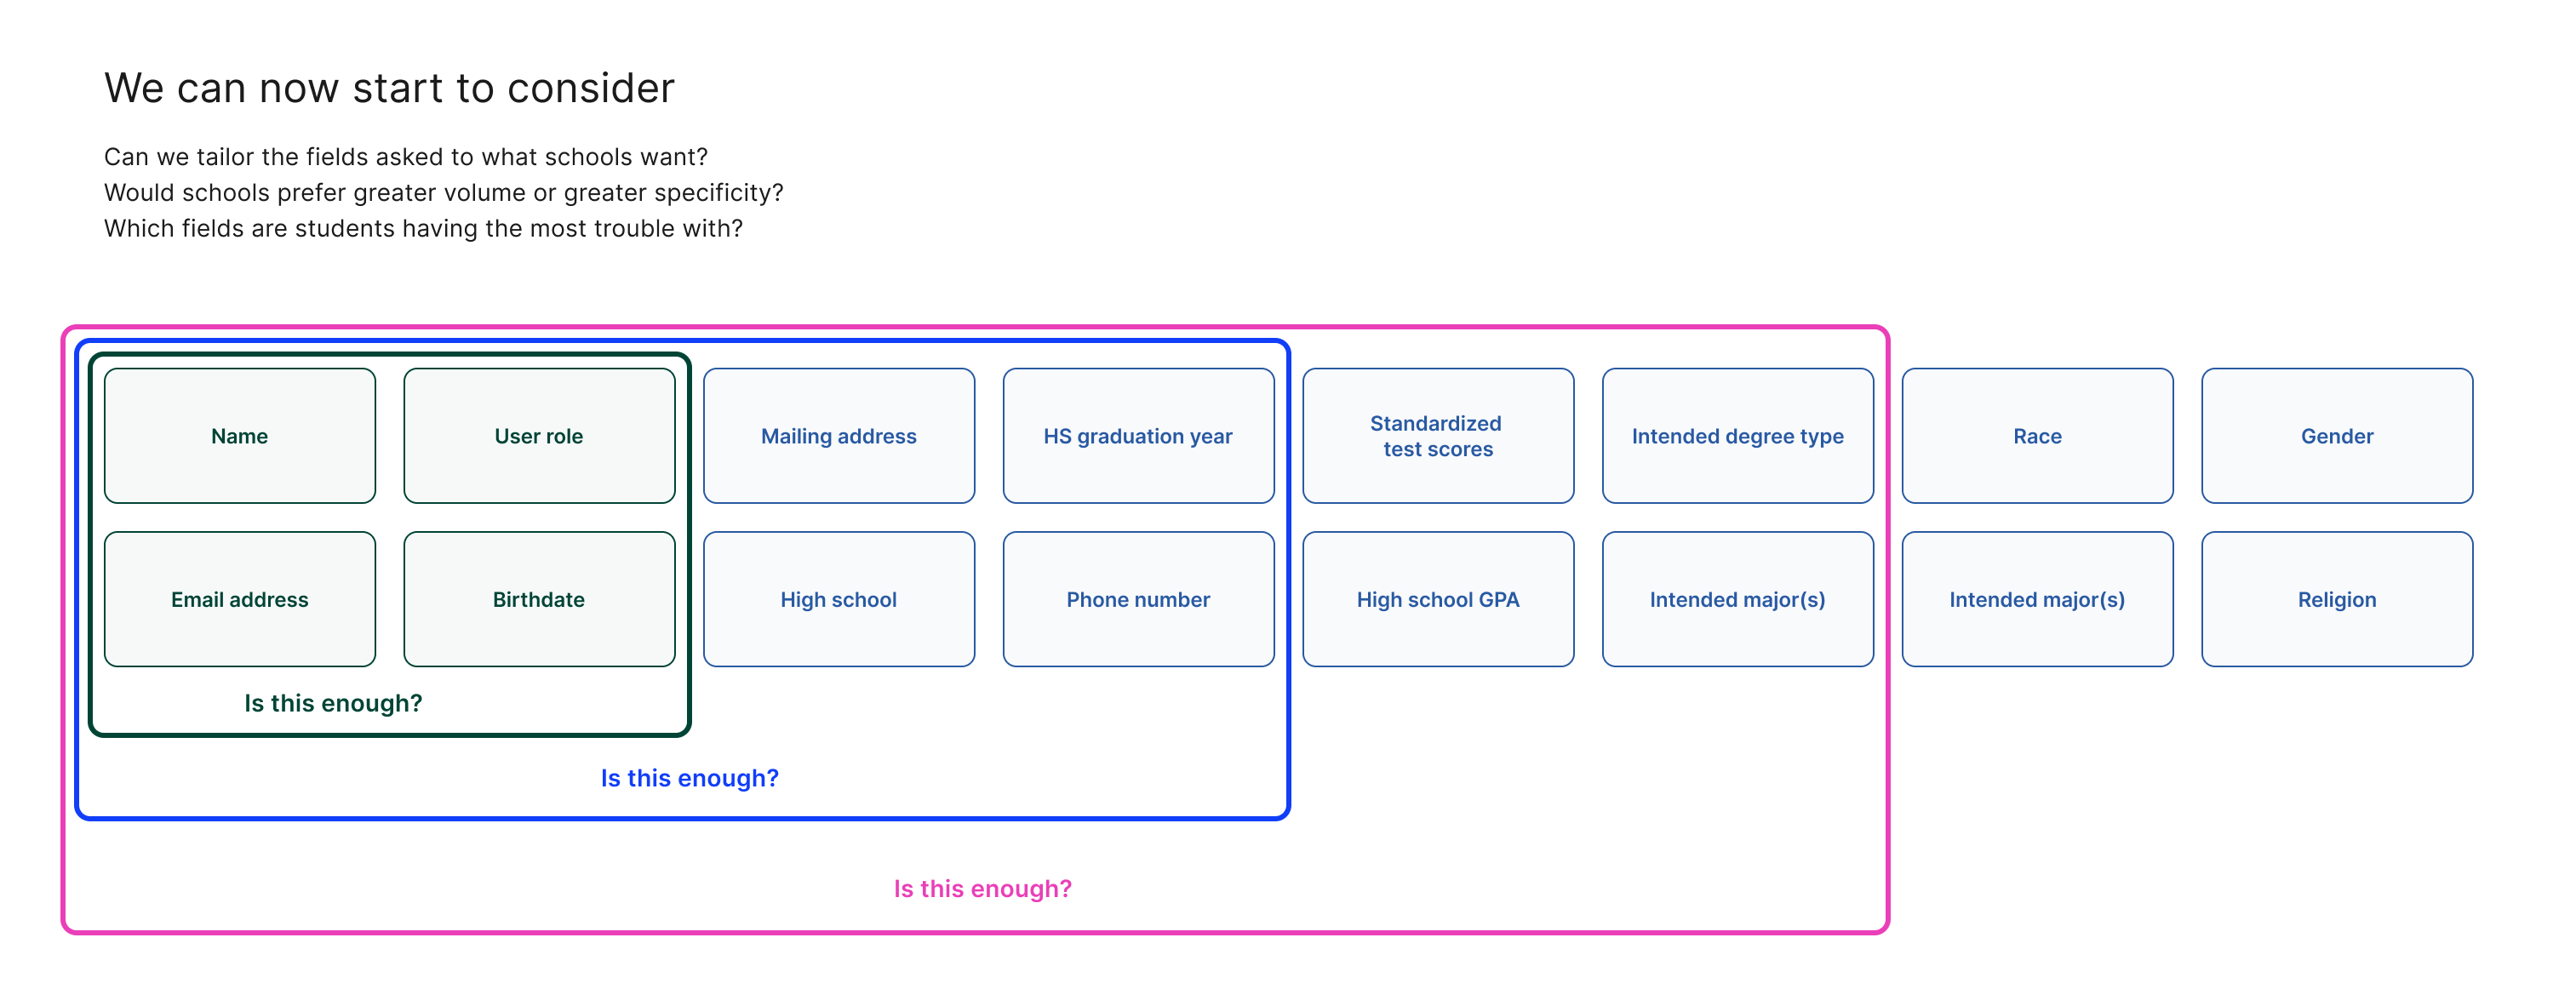 We can now start to consider
Can we tailor the fields asked to what schools want?
Would schools prefer greater volume or greater specificity?
Which fields are students having the most trouble with?
Name
User role
Mailing address
HS graduation year
Standardized
test scores
Intended degree type
Race
Gender
Email address
Birthdate
High school
Phone number
High school GPA
Intended major(s)
Intended major(s)
Religion
Is this enough?
Is this enough?
Is this enough?